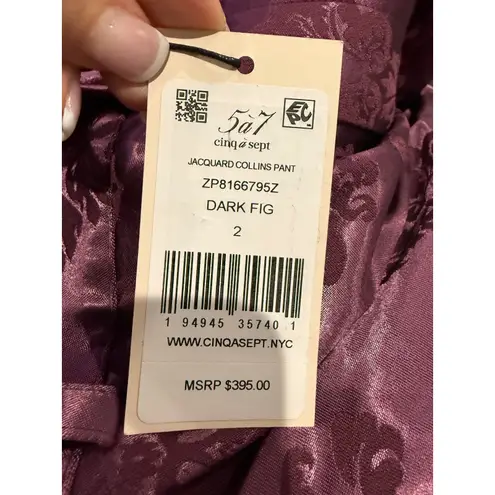 5à7
cinq à sept
JACQUARD COLLINS PANT
ZP8166795Z
DARK FIG
2
1 94945 35740 1
WWW.CINQASEPT.NYC
MSRP $395.00